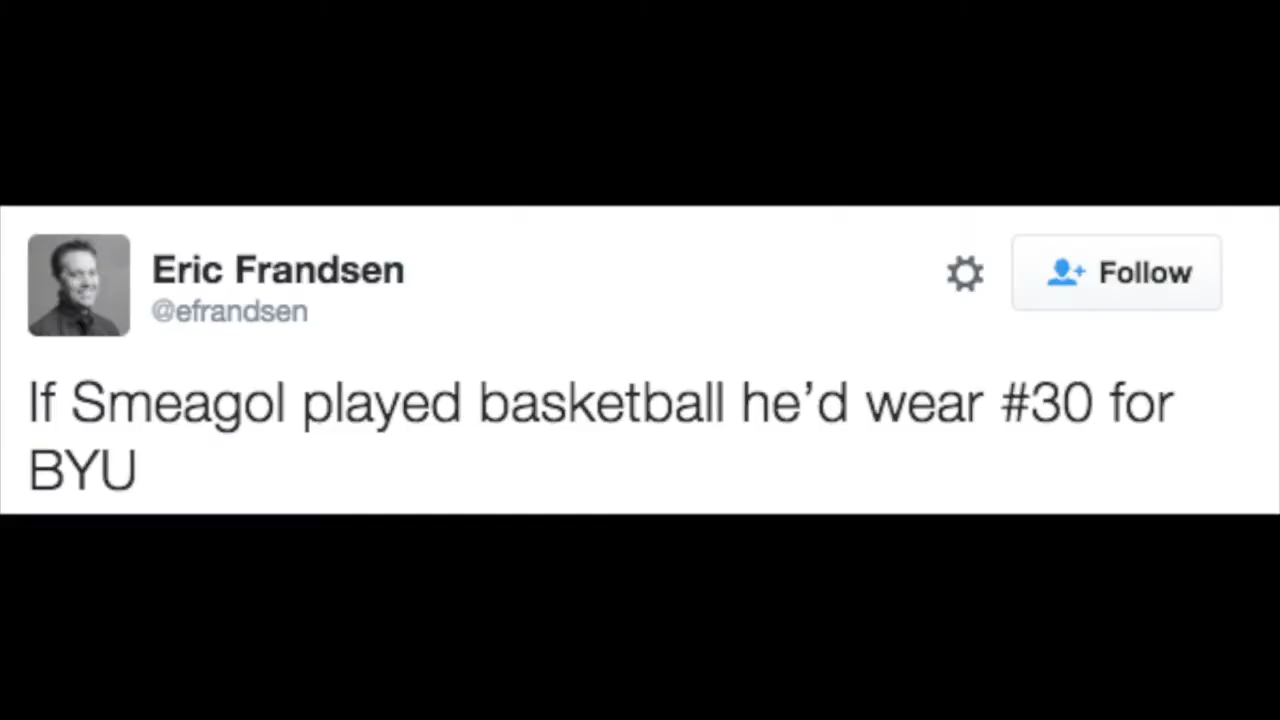 Eric Frandsen
@efrandsen
Follow
If Smeagol played basketball he’d wear #30 for
BYU